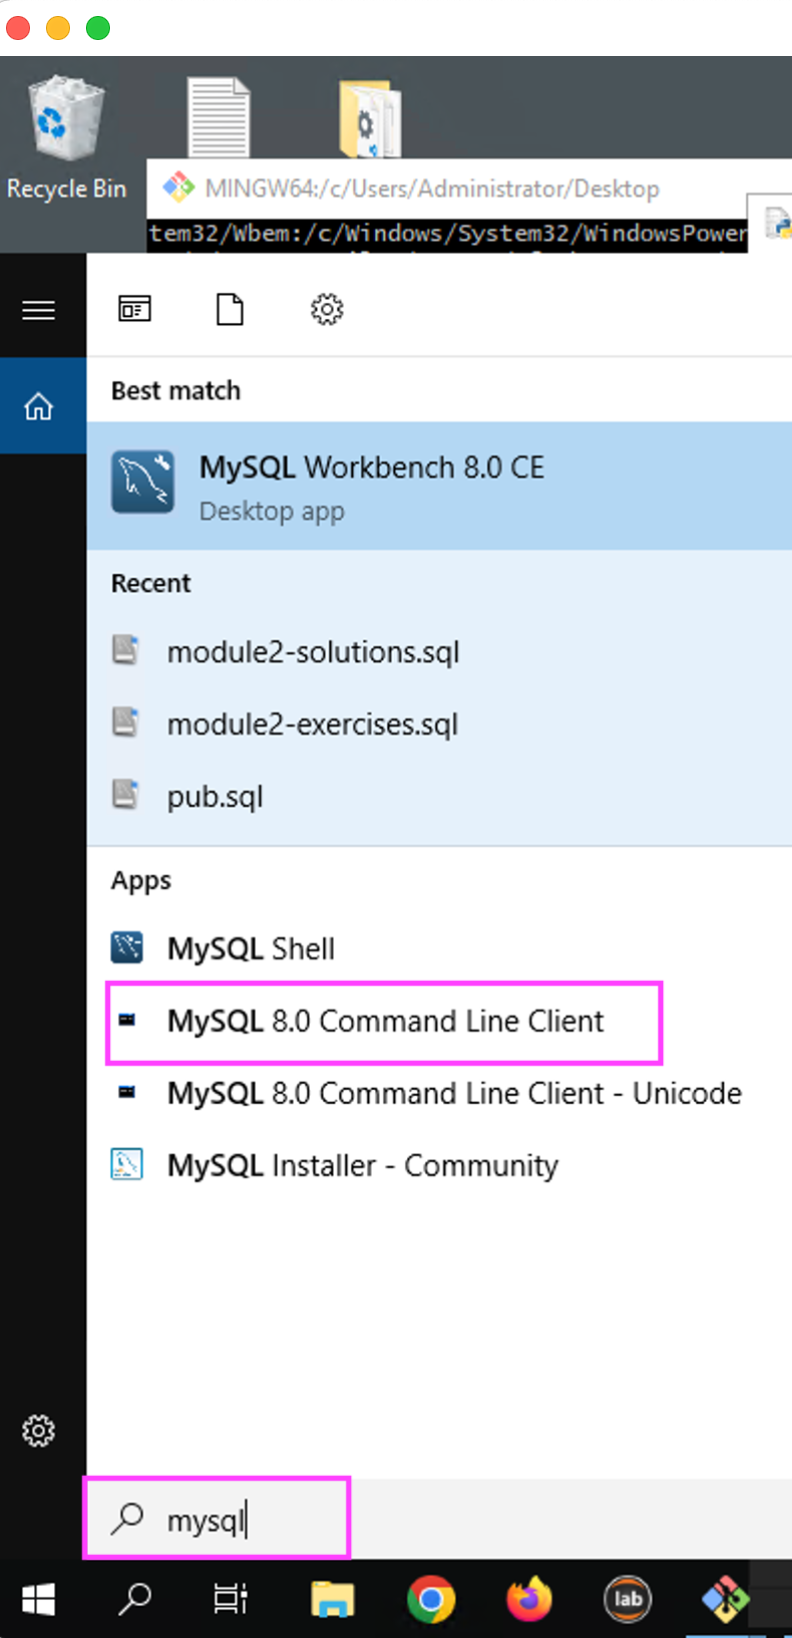 Recycle Bin
MINGW64:/c/Users/Administrator/Desktop
tem32/Wbem:/c/Windows/System32/WindowsPower
Best match
MySQL Workbench 8.0 CE
Desktop app
Recent
module2-solutions.sql
module2-exercises.sql
pub.sql
Apps
MySQL Shell
MySQL 8.0 Command Line Client
MySQL 8.0 Command Line Client - Unicode
MySQL Installer - Community
mysql
lab